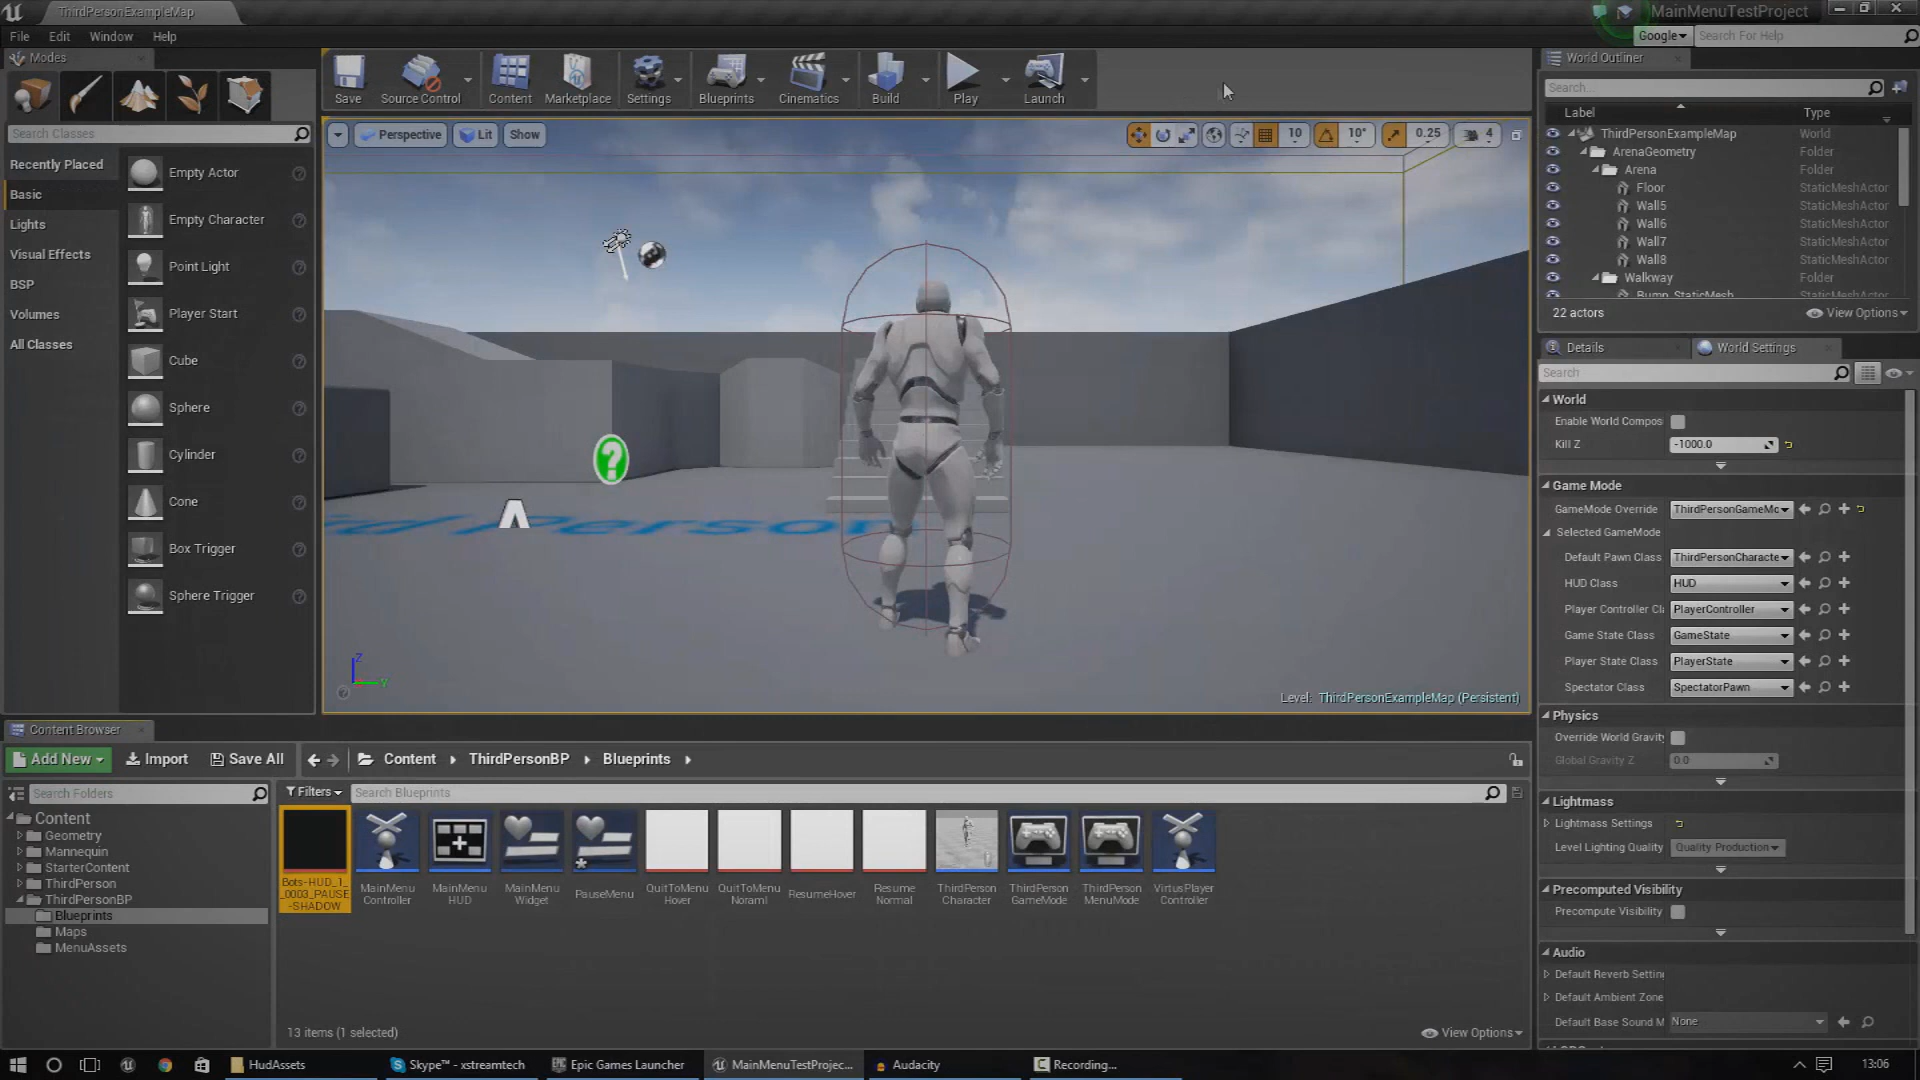 ThirdPersonExampleMap
MainMenuTestProject
File Edit Window Help
Google
Search For Help
Modes
Save
Source Control
Content
Marketplace
Settings
Blueprints
Cinematics
Build
Play
Launch
Search Classes
Recently Placed
Basic
Lights
Visual Effects
BSP
Volumes
All Classes
Empty Actor
Empty Character
Point Light
Player Start
Cube
Sphere
Cylinder
Cone
Box Trigger
Sphere Trigger
Perspective
Lit
Show
10
10°
0.25
4
Person
Level: ThirdPersonExampleMap (Persistent)
World Outliner
Search...
Label Type
ThirdPersonExampleMap World
ArenaGeometry Folder
Arena Folder
Floor StaticMeshActor
Wall5 StaticMeshActor
Wall6 StaticMeshActor
Wall7 StaticMeshActor
Wall8 StaticMeshActor
Walkway Folder
Bump_StaticMesh
22 actors
View Options
Details
World Settings
Search
World
Enable World Compos
Kill Z -1000.0
Game Mode
GameMode Override ThirdPersonGameMo
Selected GameMode
Default Pawn Class ThirdPersonCharacte
HUD Class HUD
Player Controller Cl PlayerController
Game State Class GameState
Player State Class PlayerState
Spectator Class SpectatorPawn
Physics
Override World Gravity
Global Gravity Z 0.0
Lightmass
Lightmass Settings
Level Lighting Quality Quality Production
Precomputed Visibility
Precompute Visibility
Audio
Default Reverb Settin
Default Ambient Zone
Default Base Sound M None
Content Browser
Add New
Import
Save All
Content
ThirdPersonBP
Blueprints
Search Folders
Filters
Search Blueprints
Content
Geometry
Mannequin
StarterContent
ThirdPerson
ThirdPersonBP
Blueprints
Maps
MenuAssets
Bots-HUD_1_
_0003_PAUSE
-SHADOW
MainMenu
Controller
MainMenu
HUD
MainMenu
Widget
PauseMenu
QuitToMenu
Hover
QuitToMenu
Noraml
ResumeHover
Resume
Normal
ThirdPerson
Character
ThirdPerson
GameMode
ThirdPerson
MenuMode
VirtusPlayer
Controller
13 items (1 selected)
View Options
HudAssets
Skype™ - xstreamtech
Epic Games Launcher
MainMenuTestProjec...
Audacity
Recording...
13:06